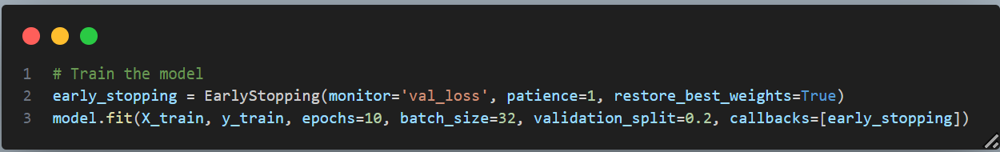 1 # Train the model
2 early_stopping = EarlyStopping(monitor='val_loss', patience=1, restore_best_weights=True)
3 model.fit(X_train, y_train, epochs=10, batch_size=32, validation_split=0.2, callbacks=[early_stopping])